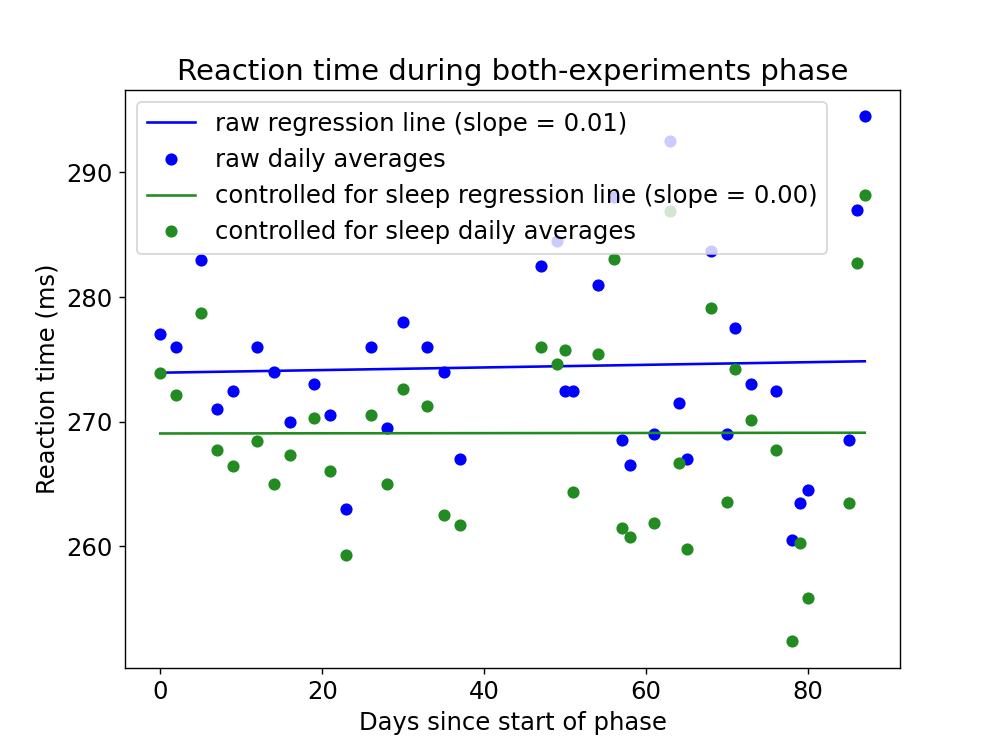 Reaction time during both-experiments phase
raw regression line (slope = 0.01)
raw daily averages
controlled for sleep regression line (slope = 0.00)
controlled for sleep daily averages
290
280
270
260
Reaction time (ms)
0 20 40 60 80
Days since start of phase